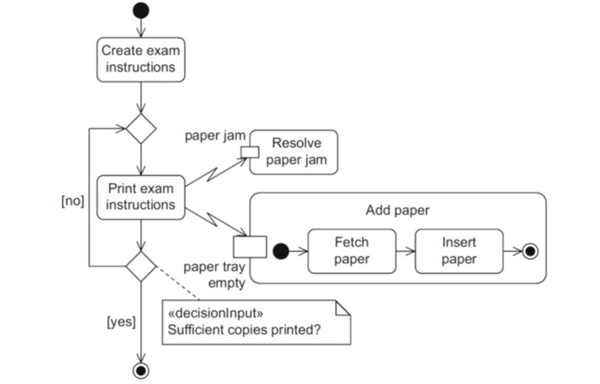 Create exam
instructions
paper jam
Resolve
paper jam
Print exam
instructions
[no]
Add paper
Fetch
paper
Insert
paper
paper tray
empty
«decisionInput»
Sufficient copies printed?
[yes]